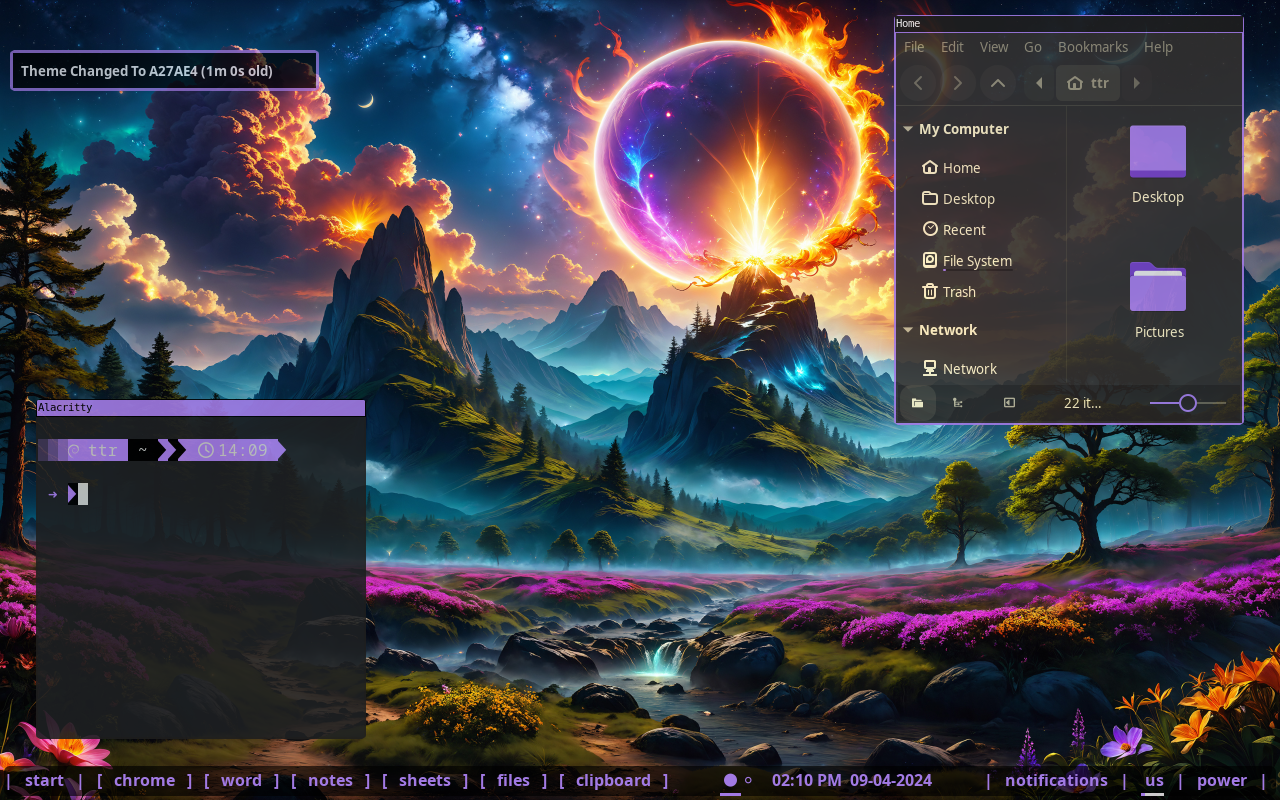 Theme Changed To A27AE4 (1m 0s old)
Home
File Edit View Go Bookmarks Help
ttr
My Computer
Home
Desktop
Recent
File System
Trash
Network
Network
Desktop
Pictures
22 it...
Alacritty
ttr ~ 14:09
| start | [ chrome ] [ word ] [ notes ] [ sheets ] [ files ] [ clipboard ] 02:10 PM 09-04-2024 | notifications | us | power |